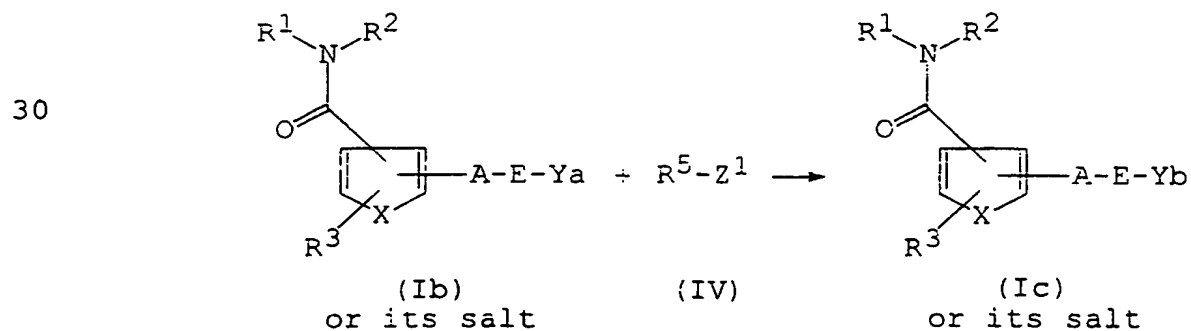 R¹ R² R¹ R²
N N
30
O O
A-E-Ya ÷ R⁵-Z¹ → A-E-Yb
X X
R³ R³
(Ib) (IV) (Ic)
or its salt or its salt